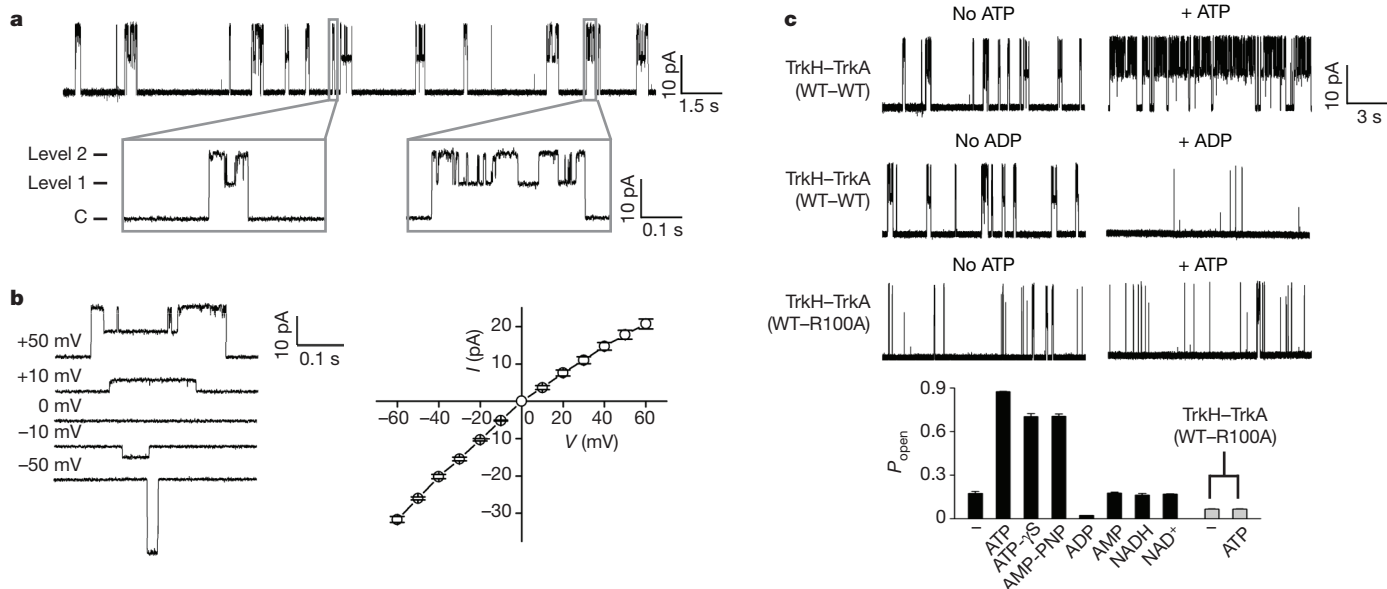 a
10 pA
1.5 s
Level 2
Level 1
C
10 pA
0.1 s
b
+50 mV
+10 mV
0 mV
−10 mV
−50 mV
10 pA
0.1 s
I (pA)
20
10
−60 −40 −20 0 20 40 60
V (mV)
−10
−20
−30
c
No ATP + ATP
TrkH–TrkA
(WT–WT)
10 pA
3 s
No ADP + ADP
TrkH–TrkA
(WT–WT)
No ATP + ATP
TrkH–TrkA
(WT–R100A)
0.9
0.6
0.3
0
Popen
TrkH–TrkA
(WT–R100A)
– ATP ATP-γS AMP-PNP ADP AMP NADH NAD⁺ – ATP